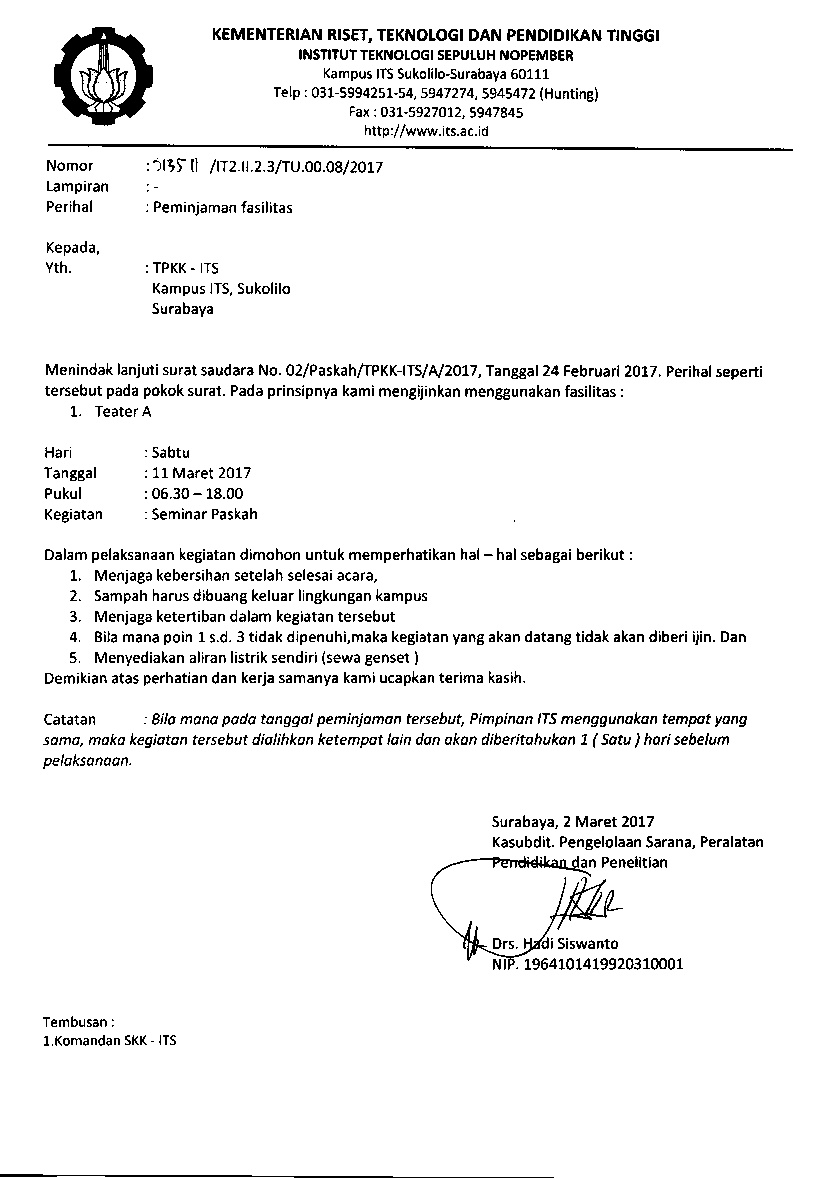 KEMENTERIAN RISET, TEKNOLOGI DAN PENDIDIKAN TINGGI
INSTITUT TEKNOLOGI SEPULUH NOPEMBER
Kampus ITS Sukolilo-Surabaya 60111
Telp : 031-5994251-54, 5947274, 5945472 (Hunting)
Fax : 031-5927012, 5947845
http://www.its.ac.id
Nomor : /IT2.II.2.3/TU.00.08/2017
Lampiran : -
Perihal : Peminjaman fasilitas
Kepada,
Yth. : TPKK - ITS
Kampus ITS, Sukolilo
Surabaya
Menindak lanjuti surat saudara No. 02/Paskah/TPKK-ITS/A/2017, Tanggal 24 Februari 2017. Perihal seperti
tersebut pada pokok surat. Pada prinsipnya kami mengijinkan menggunakan fasilitas :
1. Teater A
Hari : Sabtu
Tanggal : 11 Maret 2017
Pukul : 06.30 – 18.00
Kegiatan : Seminar Paskah
Dalam pelaksanaan kegiatan dimohon untuk memperhatikan hal – hal sebagai berikut :
1. Menjaga kebersihan setelah selesai acara,
2. Sampah harus dibuang keluar lingkungan kampus
3. Menjaga ketertiban dalam kegiatan tersebut
4. Bila mana poin 1 s.d. 3 tidak dipenuhi,maka kegiatan yang akan datang tidak akan diberi ijin. Dan
5. Menyediakan aliran listrik sendiri (sewa genset )
Demikian atas perhatian dan kerja samanya kami ucapkan terima kasih.
Catatan : Bila mana pada tanggal peminjaman tersebut, Pimpinan ITS menggunakan tempat yang
sama, maka kegiatan tersebut dialihkan ketempat lain dan akan diberitahukan 1 ( Satu ) hari sebelum
pelaksanaan.
Surabaya, 2 Maret 2017
Kasubdit. Pengelolaan Sarana, Peralatan
Pendidikan dan Penelitian
Drs. Hadi Siswanto
NIP. 1964101419920310001
Tembusan :
1.Komandan SKK - ITS